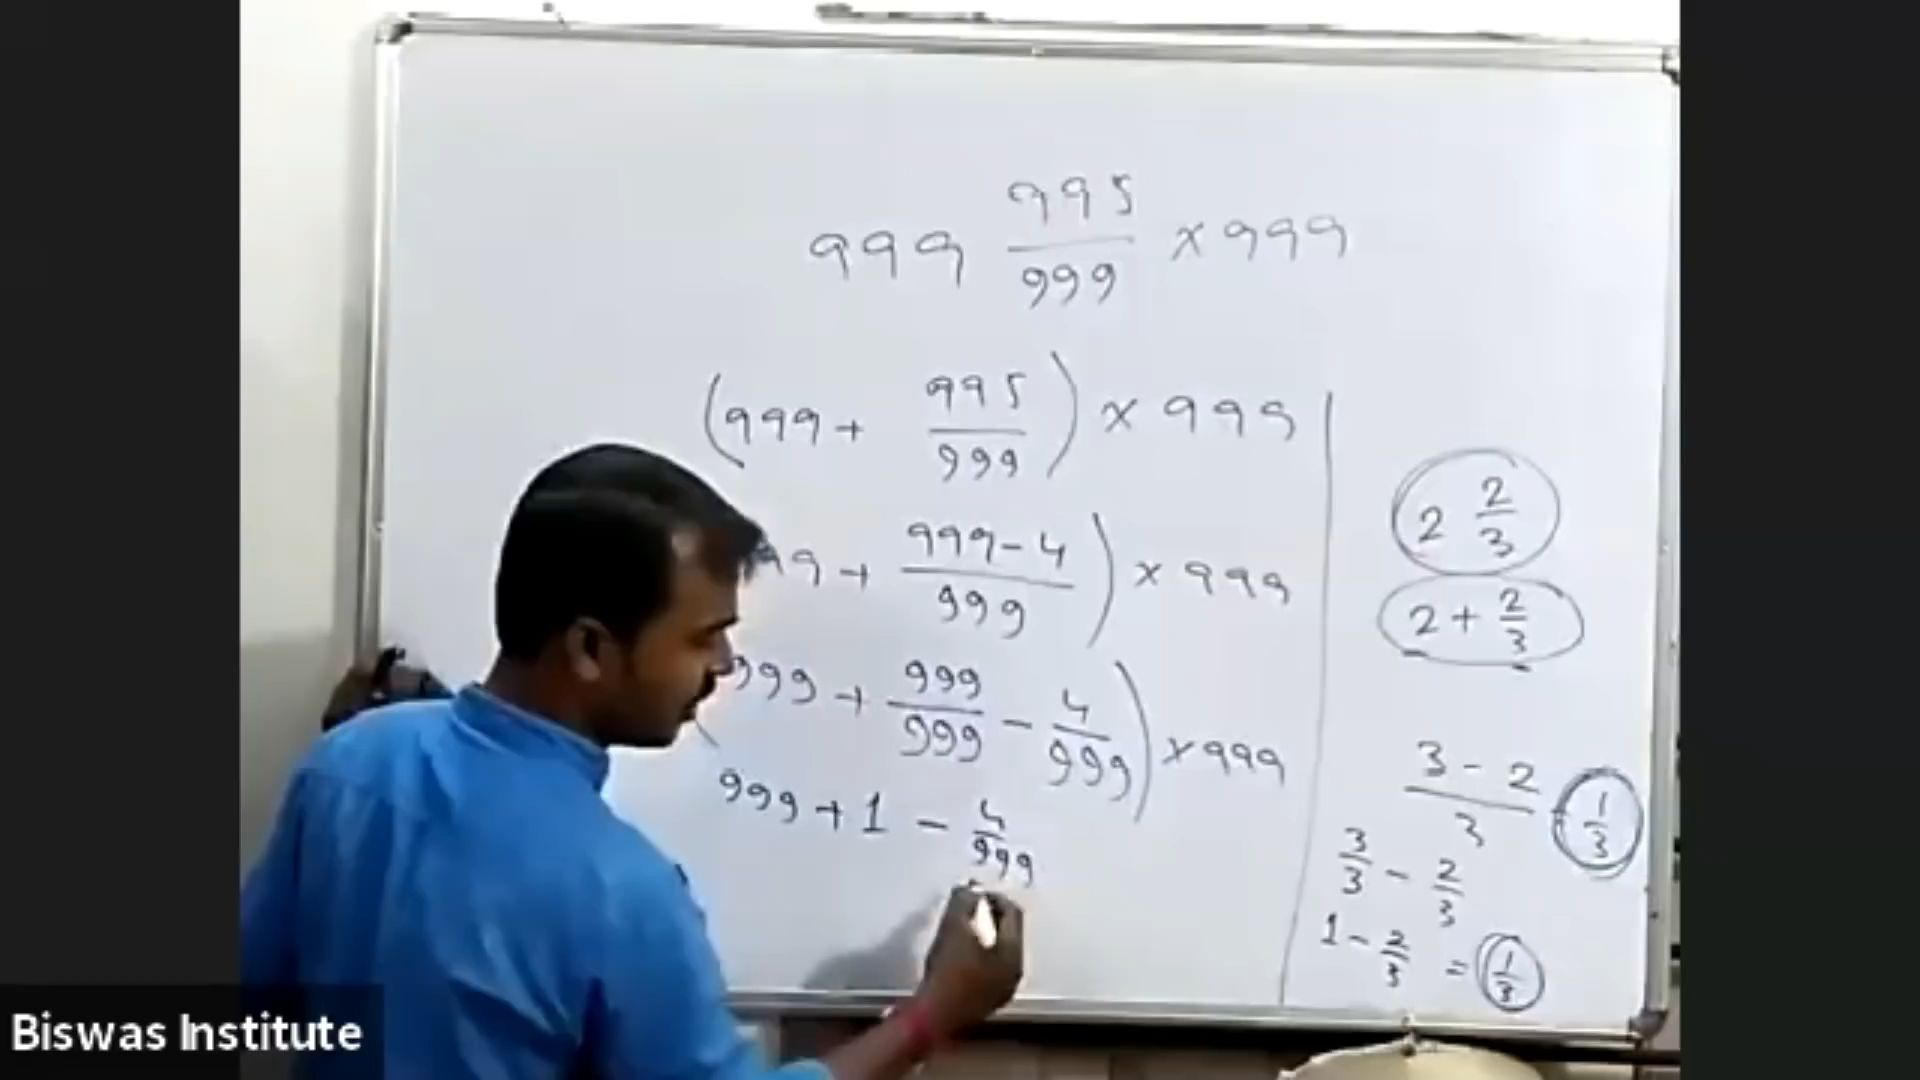 999 995/999 × 999
(999 + 995/999) × 999
99 + 999-4/999) × 999
999 + 999/999 - 4/999) × 999
999 + 1 - 4/999
2 2/3
2 + 2/3
3-2/3 = 1/3
3/3 - 2/3
1 - 2/3 = 1/3
Biswas Institute